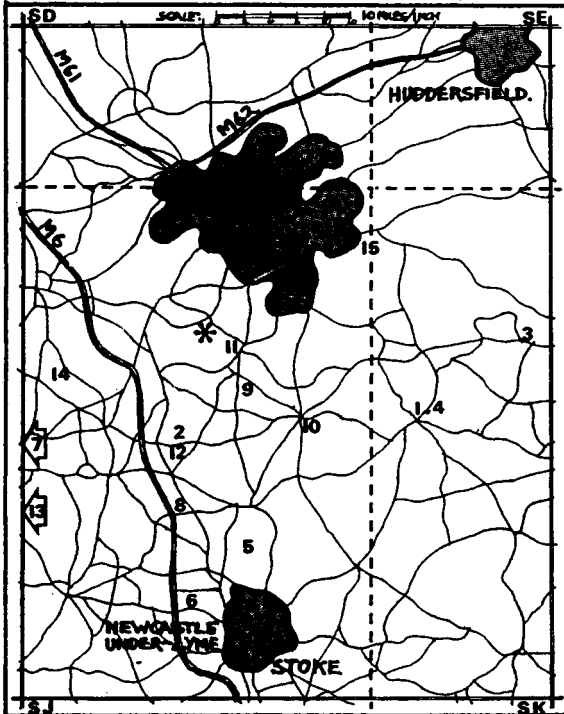 SD
SCALE:
10 MILES/INCH
SE
M61
M62
HUDDERSFIELD.
M6
15
3
11
14
9
1.4
10
2
7
12
8
13
5
6
NEWCASTLE
UNDER-LYME
STOKE
SJ
SK